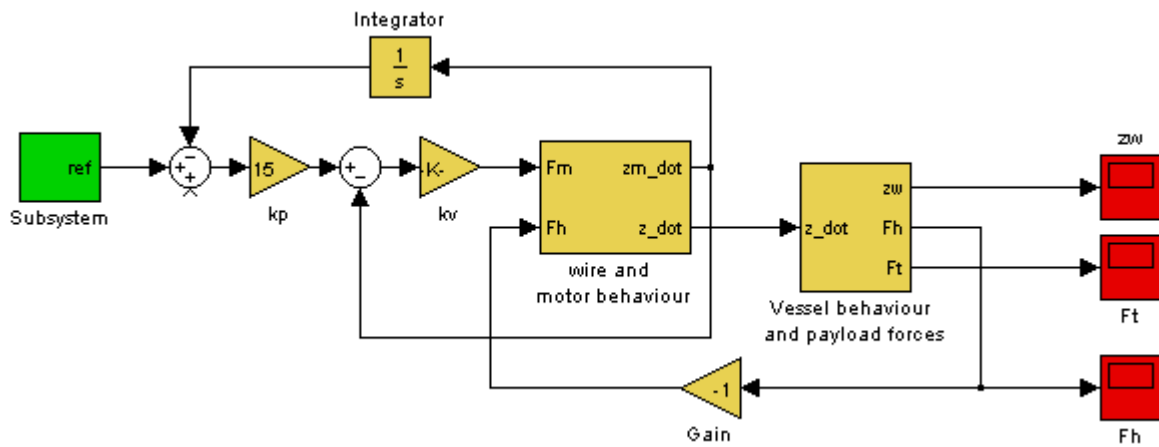 Integrator
1
s
ref
Subsystem
15
kp
-K-
kv
Fm
zm_dot
Fh
z_dot
wire and
motor behaviour
z_dot
zw
Fh
Ft
Vessel behaviour
and payload forces
zw
Ft
-1
Gain
Fh